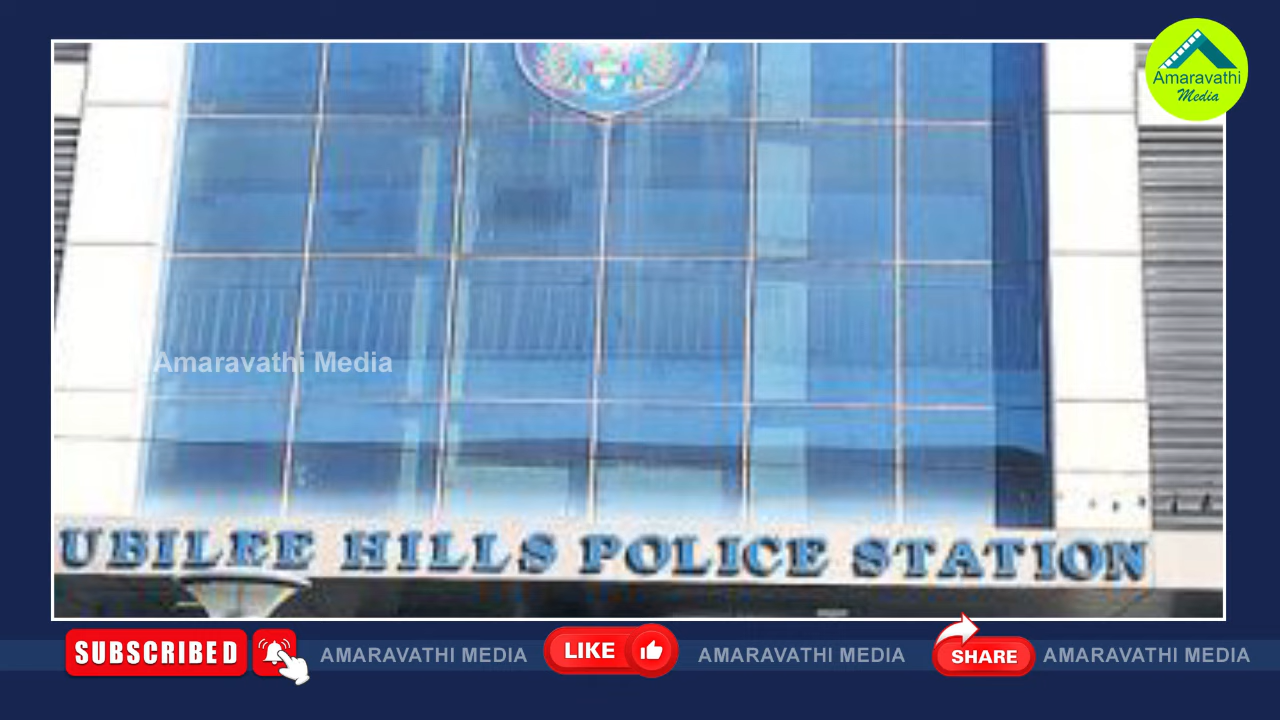 Amaravathi
Media
Amaravathi Media
UBILEE HILLS POLICE STATION
SUBSCRIBED
AMARAVATHI MEDIA
LIKE
AMARAVATHI MEDIA
SHARE
AMARAVATHI MEDIA